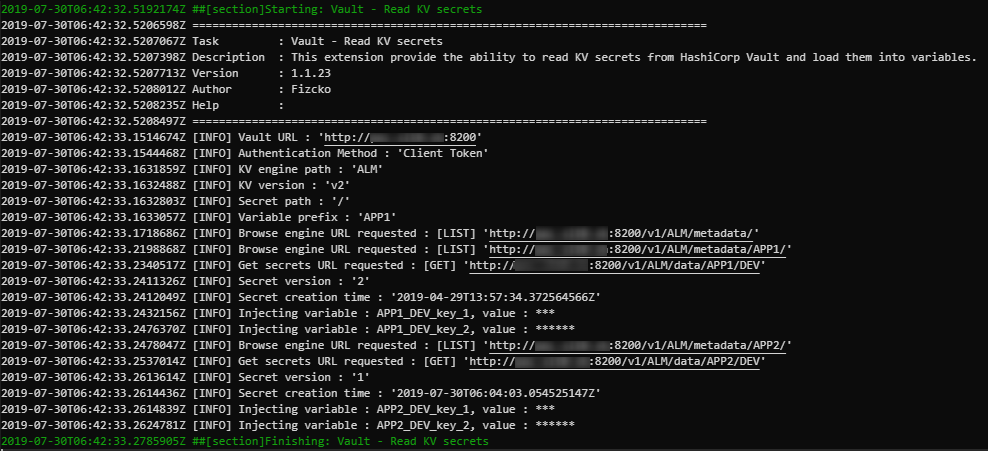 2019-07-30T06:42:32.5192174Z ##[section]Starting: Vault - Read KV secrets
2019-07-30T06:42:32.5206598Z ==============================================================================
2019-07-30T06:42:32.5207067Z Task         : Vault - Read KV secrets
2019-07-30T06:42:32.5207398Z Description  : This extension provide the ability to read KV secrets from HashiCorp Vault and load them into variables.
2019-07-30T06:42:32.5207713Z Version      : 1.1.23
2019-07-30T06:42:32.5208012Z Author       : Fizcko
2019-07-30T06:42:32.5208235Z Help         :
2019-07-30T06:42:32.5208497Z ==============================================================================
2019-07-30T06:42:33.1514674Z [INFO] Vault URL : 'http://:8200'
2019-07-30T06:42:33.1544468Z [INFO] Authentication Method : 'Client Token'
2019-07-30T06:42:33.1631859Z [INFO] KV engine path : 'ALM'
2019-07-30T06:42:33.1632488Z [INFO] KV version : 'v2'
2019-07-30T06:42:33.1632803Z [INFO] Secret path : '/'
2019-07-30T06:42:33.1633057Z [INFO] Variable prefix : 'APP1'
2019-07-30T06:42:33.1718686Z [INFO] Browse engine URL requested : [LIST] 'http://:8200/v1/ALM/metadata/'
2019-07-30T06:42:33.2198868Z [INFO] Browse engine URL requested : [LIST] 'http://:8200/v1/ALM/metadata/APP1/'
2019-07-30T06:42:33.2340517Z [INFO] Get secrets URL requested : [GET] 'http://:8200/v1/ALM/data/APP1/DEV'
2019-07-30T06:42:33.2411326Z [INFO] Secret version : '2'
2019-07-30T06:42:33.2412049Z [INFO] Secret creation time : '2019-04-29T13:57:34.372564566Z'
2019-07-30T06:42:33.2432156Z [INFO] Injecting variable : APP1_DEV_key_1, value : ***
2019-07-30T06:42:33.2476370Z [INFO] Injecting variable : APP1_DEV_key_2, value : ******
2019-07-30T06:42:33.2478047Z [INFO] Browse engine URL requested : [LIST] 'http://:8200/v1/ALM/metadata/APP2/'
2019-07-30T06:42:33.2537014Z [INFO] Get secrets URL requested : [GET] 'http://:8200/v1/ALM/data/APP2/DEV'
2019-07-30T06:42:33.2613614Z [INFO] Secret version : '1'
2019-07-30T06:42:33.2614436Z [INFO] Secret creation time : '2019-07-30T06:04:03.054525147Z'
2019-07-30T06:42:33.2614839Z [INFO] Injecting variable : APP2_DEV_key_1, value : ***
2019-07-30T06:42:33.2624781Z [INFO] Injecting variable : APP2_DEV_key_2, value : ******
2019-07-30T06:42:33.2785905Z ##[section]Finishing: Vault - Read KV secrets